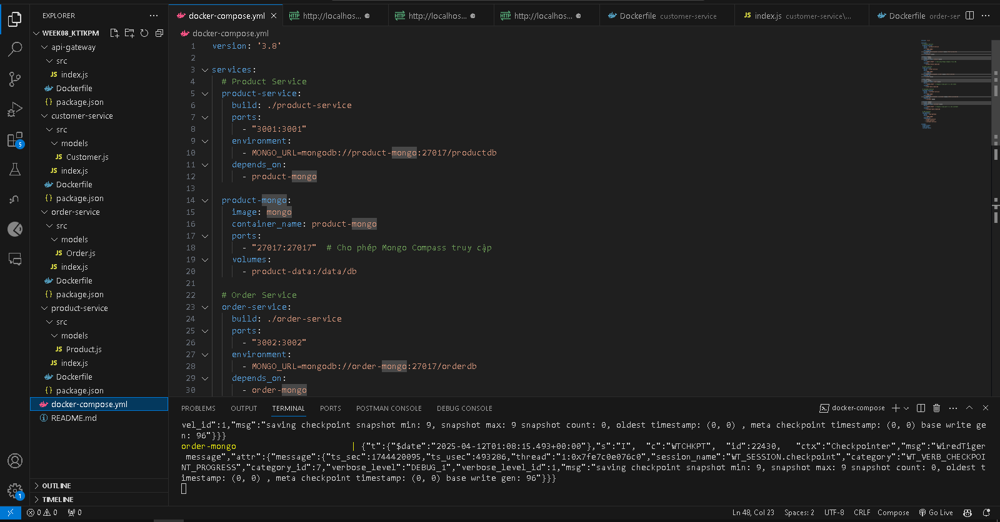 EXPLORER
WEEK08_KTTKPM
api-gateway
src
JS index.js
Dockerfile
{} package.json
customer-service
src
models
JS Customer.js
JS index.js
Dockerfile
{} package.json
order-service
src
models
JS Order.js
JS index.js
Dockerfile
{} package.json
product-service
src
models
JS Product.js
JS index.js
Dockerfile
{} package.json
docker-compose.yml
README.md
OUTLINE
TIMELINE
5
1
docker-compose.yml
HTTP http://localhos...
HTTP http://localhos...
HTTP http://localhos...
Dockerfile customer-service
JS index.js customer-service\...
Dockerfile order-ser
docker-compose.yml
1 version: '3.8'
2
3 services:
4 # Product Service
5 product-service:
6 build: ./product-service
7 ports:
8 - "3001:3001"
9 environment:
10 - MONGO_URL=mongodb://product-mongo:27017/productdb
11 depends_on:
12 - product-mongo
13
14 product-mongo:
15 image: mongo
16 container_name: product-mongo
17 ports:
18 - "27017:27017" # Cho phép Mongo Compass truy cập
19 volumes:
20 - product-data:/data/db
21
22 # Order Service
23 order-service:
24 build: ./order-service
25 ports:
26 - "3002:3002"
27 environment:
28 - MONGO_URL=mongodb://order-mongo:27017/orderdb
29 depends_on:
30 - order-mongo
PROBLEMS OUTPUT TERMINAL PORTS POSTMAN CONSOLE DEBUG CONSOLE
docker-compose
vel_id":1,"msg":"saving checkpoint snapshot min: 9, snapshot max: 9 snapshot count: 0, oldest timestamp: (0, 0) , meta checkpoint timestamp: (0, 0) base write ge
n: 96"}}}
order-mongo | {"t":{"$date":"2025-04-12T01:08:15.493+00:00"},"s":"I", "c":"WTCHKPT", "id":22430, "ctx":"Checkpointer","msg":"WiredTiger
message","attr":{"message":{"ts_sec":1744420095,"ts_usec":493286,"thread":"1:0x7fe7c0e076c0","session_name":"WT_SESSION.checkpoint","category":"WT_VERB_CHECKPOI
NT_PROGRESS","category_id":7,"verbose_level":"DEBUG_1","verbose_level_id":1,"msg":"saving checkpoint snapshot min: 9, snapshot max: 9 snapshot count: 0, oldest t
imestamp: (0, 0) , meta checkpoint timestamp: (0, 0) base write gen: 96"}}}
0 0 0
Ln 48, Col 23 Spaces: 2 UTF-8 CRLF Compose Go Live